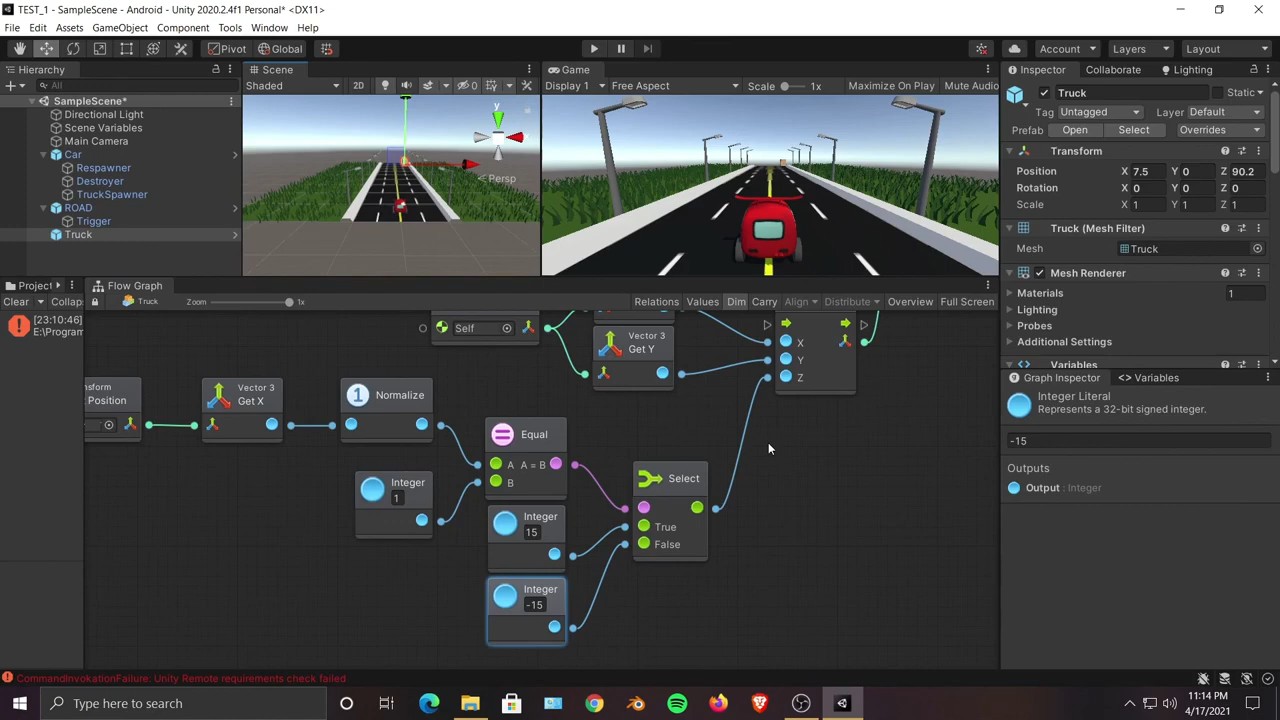 TEST_1 - SampleScene - Android - Unity 2020.2.4f1 Personal* <DX11>
File Edit Assets GameObject Component Tools Window Help
Pivot Global Account Layers Layout
Hierarchy Scene Game Inspector Collaborate Lighting
All Shaded 2D 0 Display 1 Free Aspect Scale 1x Maximize On Play Mute Audio
SampleScene*
Directional Light
Scene Variables
Main Camera
Car
Respawner
Destroyer
TruckSpawner
ROAD
Trigger
Truck
y
Persp
Truck Static
Tag Untagged Layer Default
Prefab Open Select Overrides
Transform
Position X 7.5 Y 0 Z 90.2
Rotation X 0 Y 0 Z 0
Scale X 1 Y 1 Z 1
Truck (Mesh Filter)
Mesh Truck
Mesh Renderer
Materials 1
Lighting
Probes
Additional Settings
Variables
Project Flow Graph
Clear Collaps Truck Zoom 1x Relations Values Dim Carry Align Distribute Overview Full Screen
[23:10:46]
E:\Program
Self
Vector 3
Get Y
X
Y
Z
nsform
Position
Vector 3
Get X
1 Normalize
Equal
A A = B
B
Integer
1
Select
True
False
Integer
15
Integer
-15
Graph Inspector <> Variables
Integer Literal
Represents a 32-bit signed integer.
-15
Outputs
Output : Integer
CommandInvokationFailure: Unity Remote requirements check failed
Type here to search
11:14 PM
4/17/2021